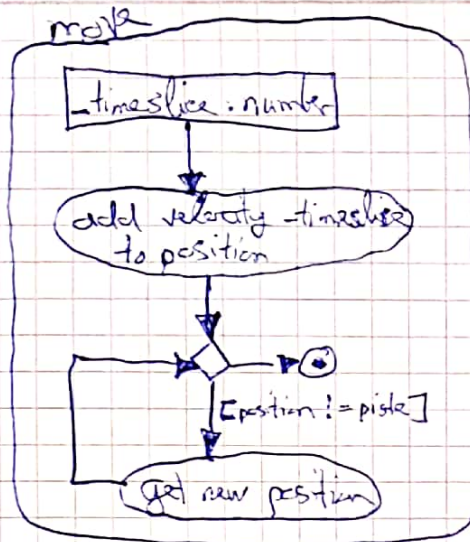 move
_timeslice : number
add velocity _timeslice
to position
[position != piste]
get new position